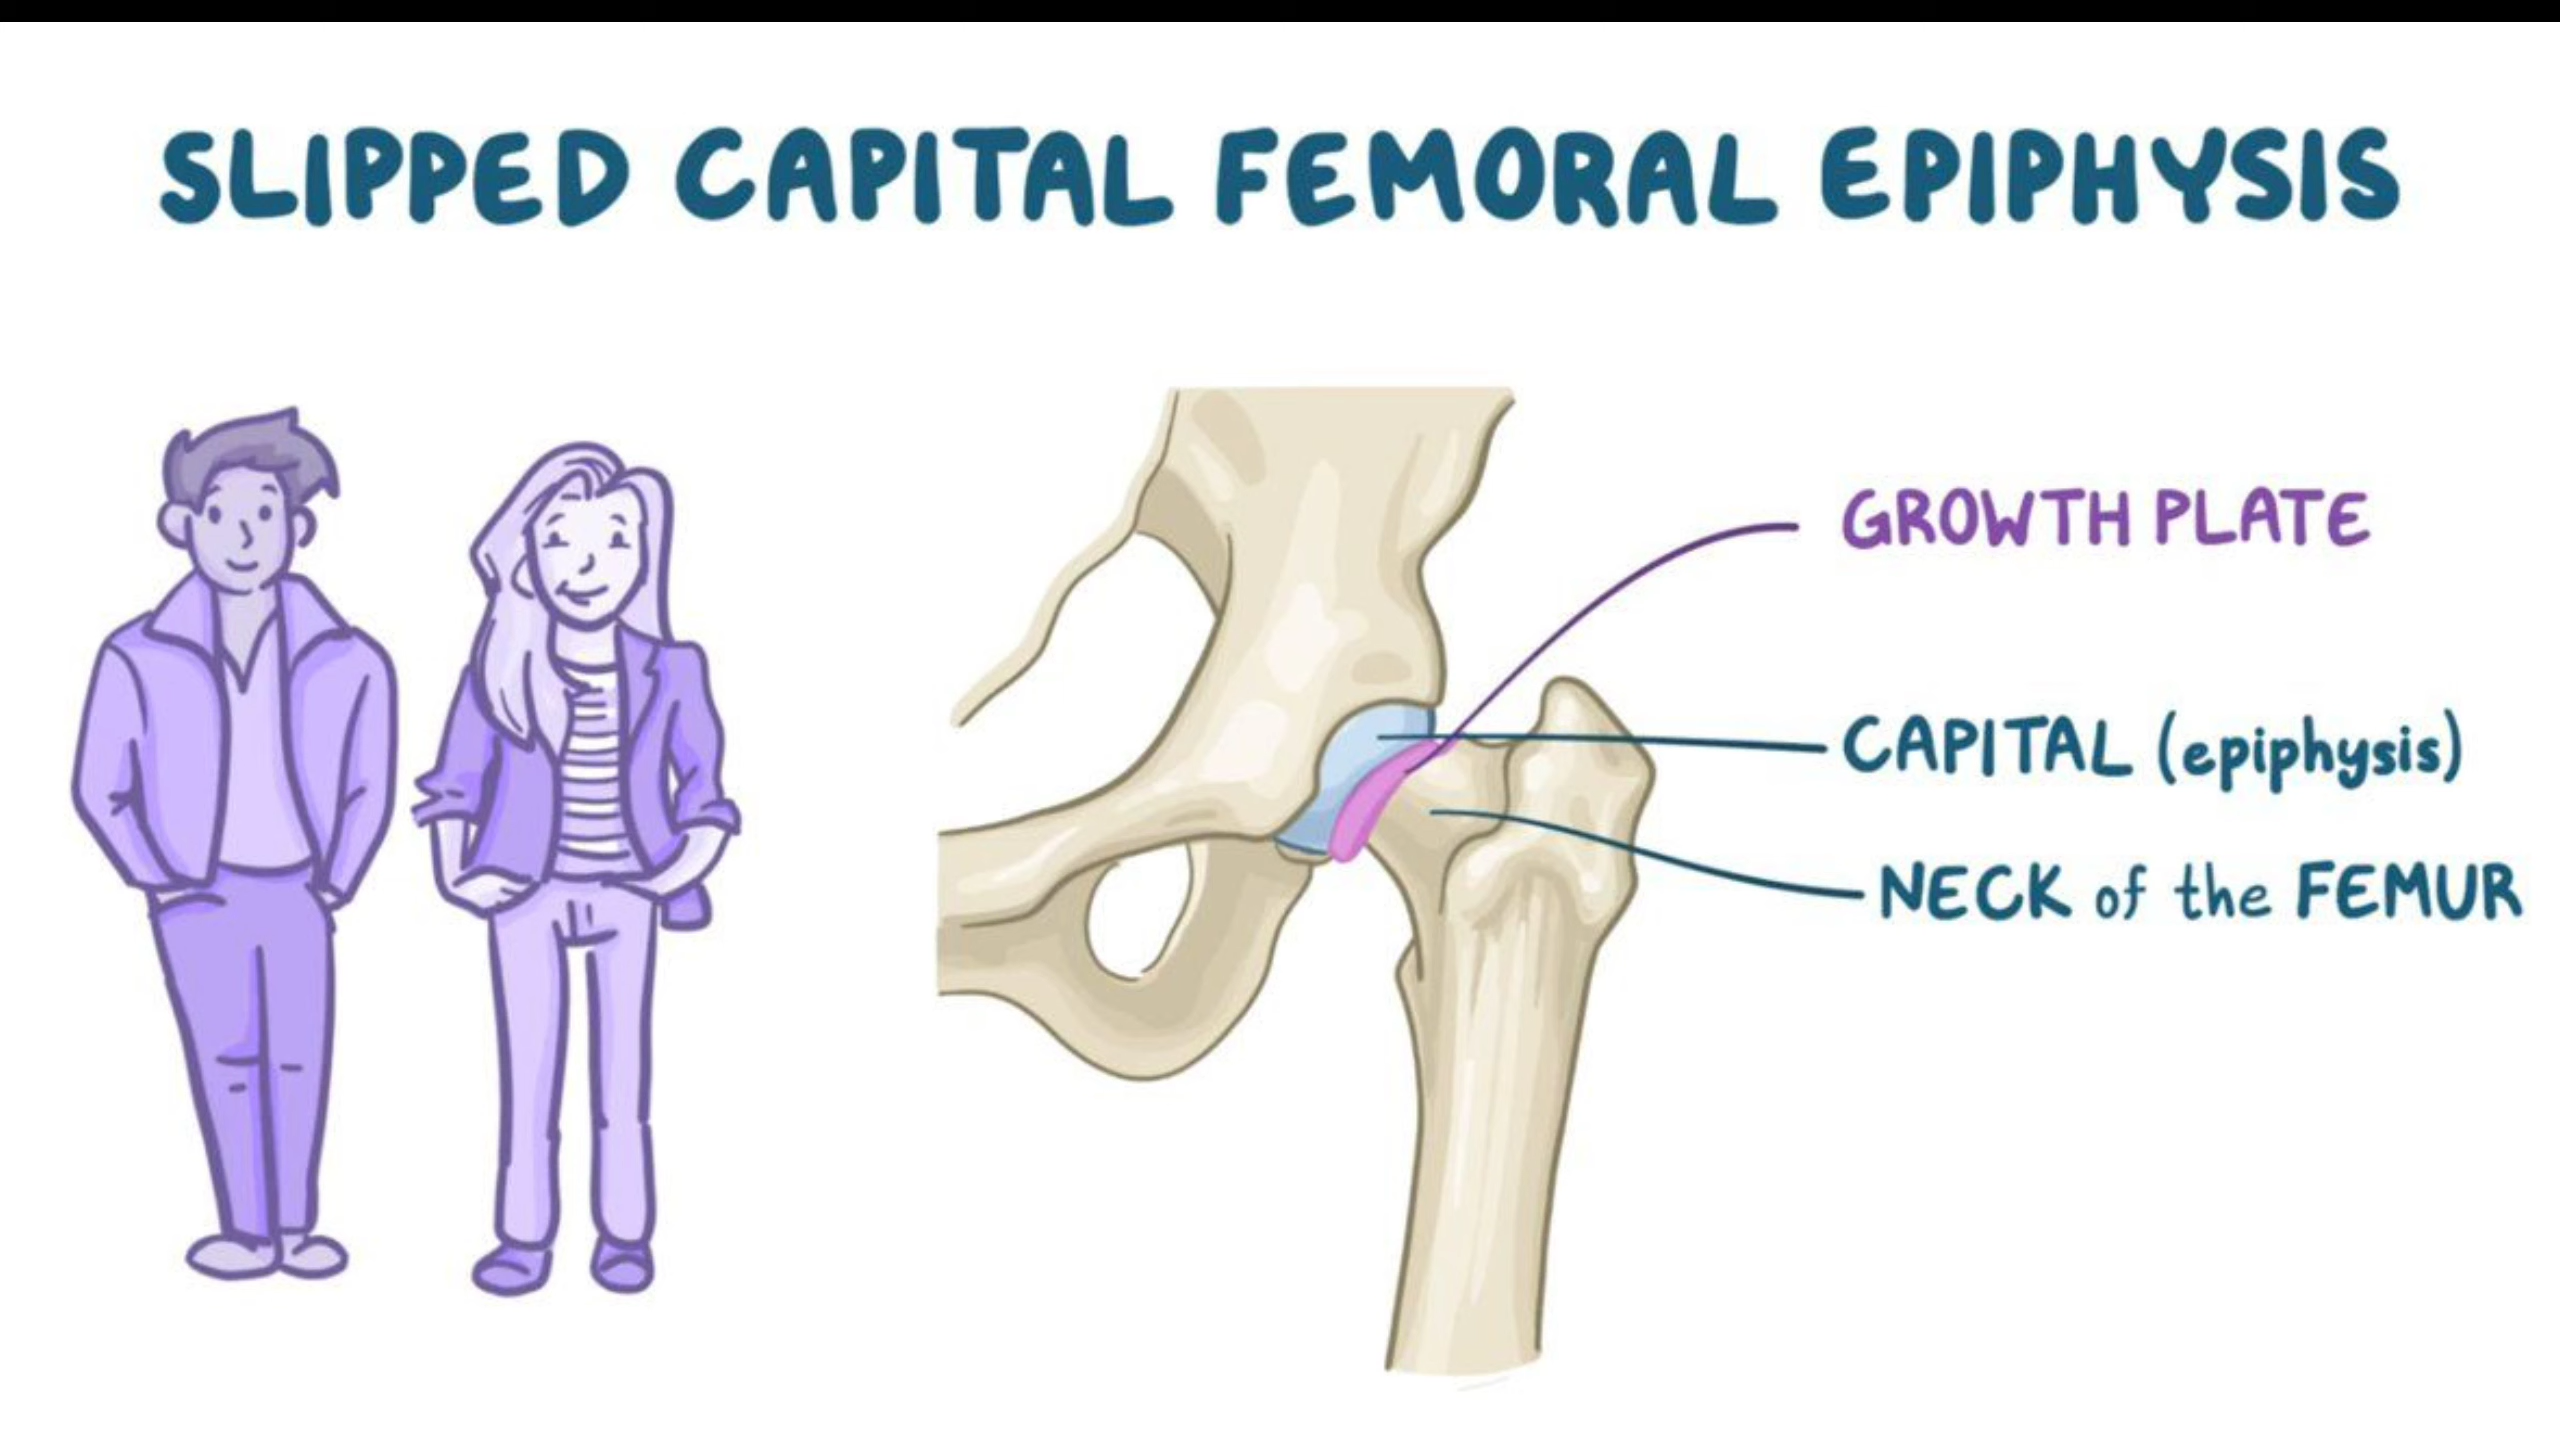 SLIPPED CAPITAL FEMORAL EPIPHYSIS
GROWTH PLATE
CAPITAL (epiphysis)
NECK of the FEMUR